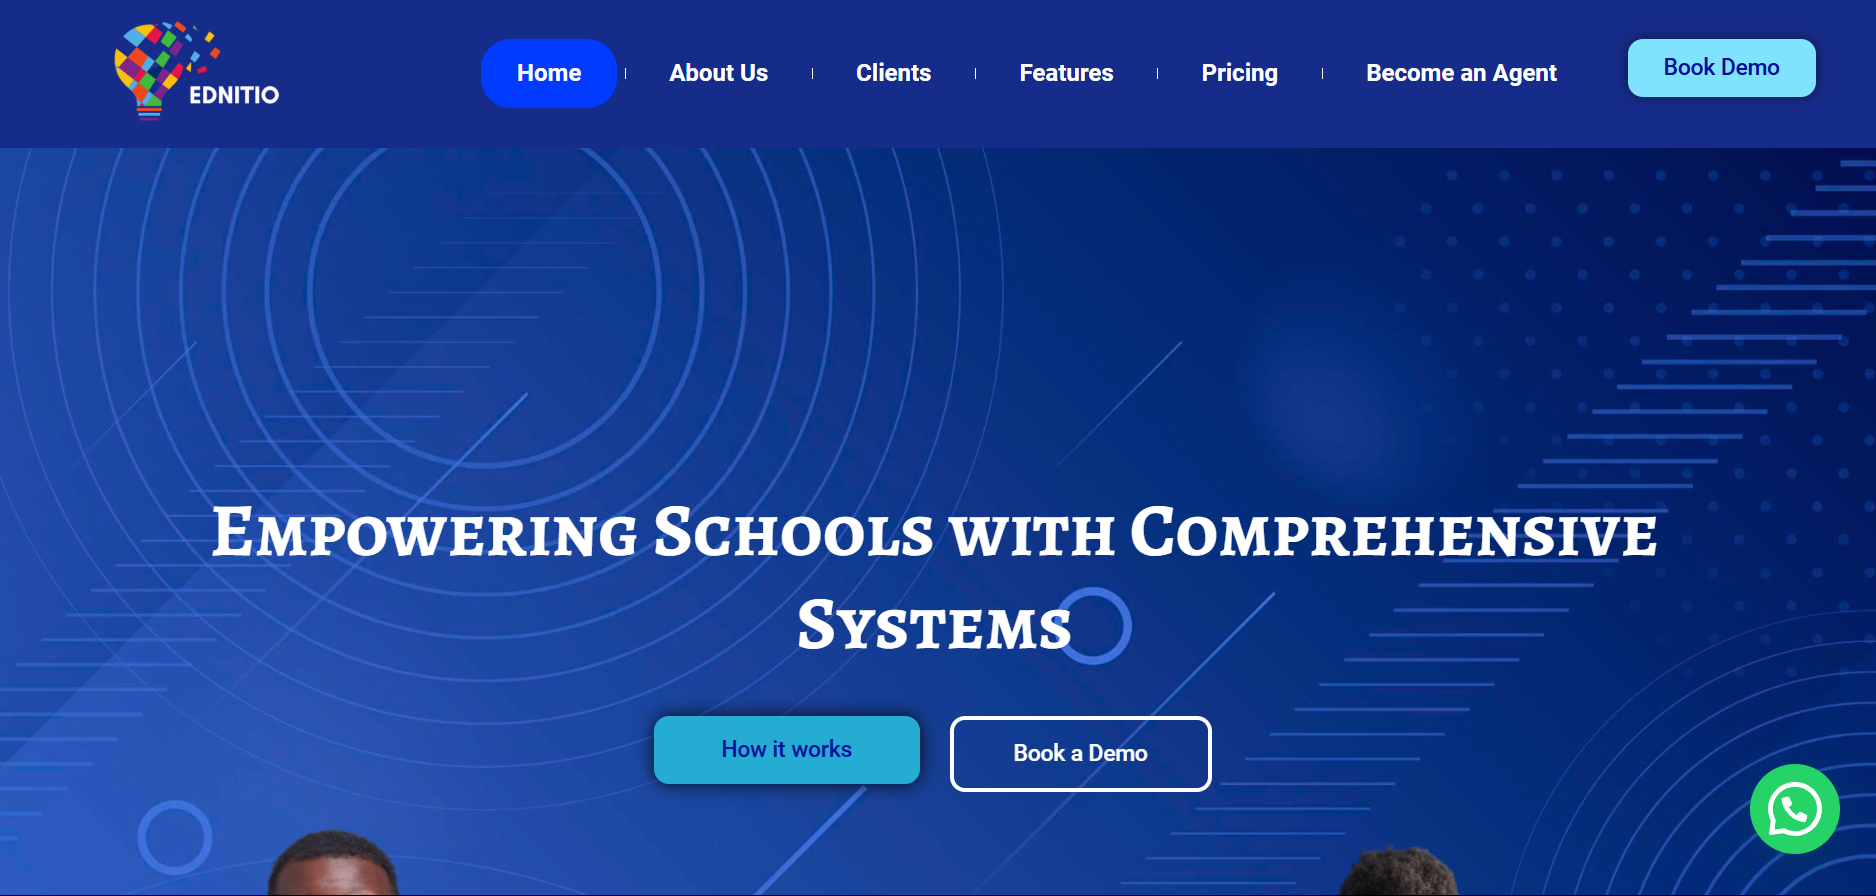 EDNITIO
Home
About Us
Clients
Features
Pricing
Become an Agent
Book Demo
Empowering Schools with Comprehensive
Systems
How it works
Book a Demo